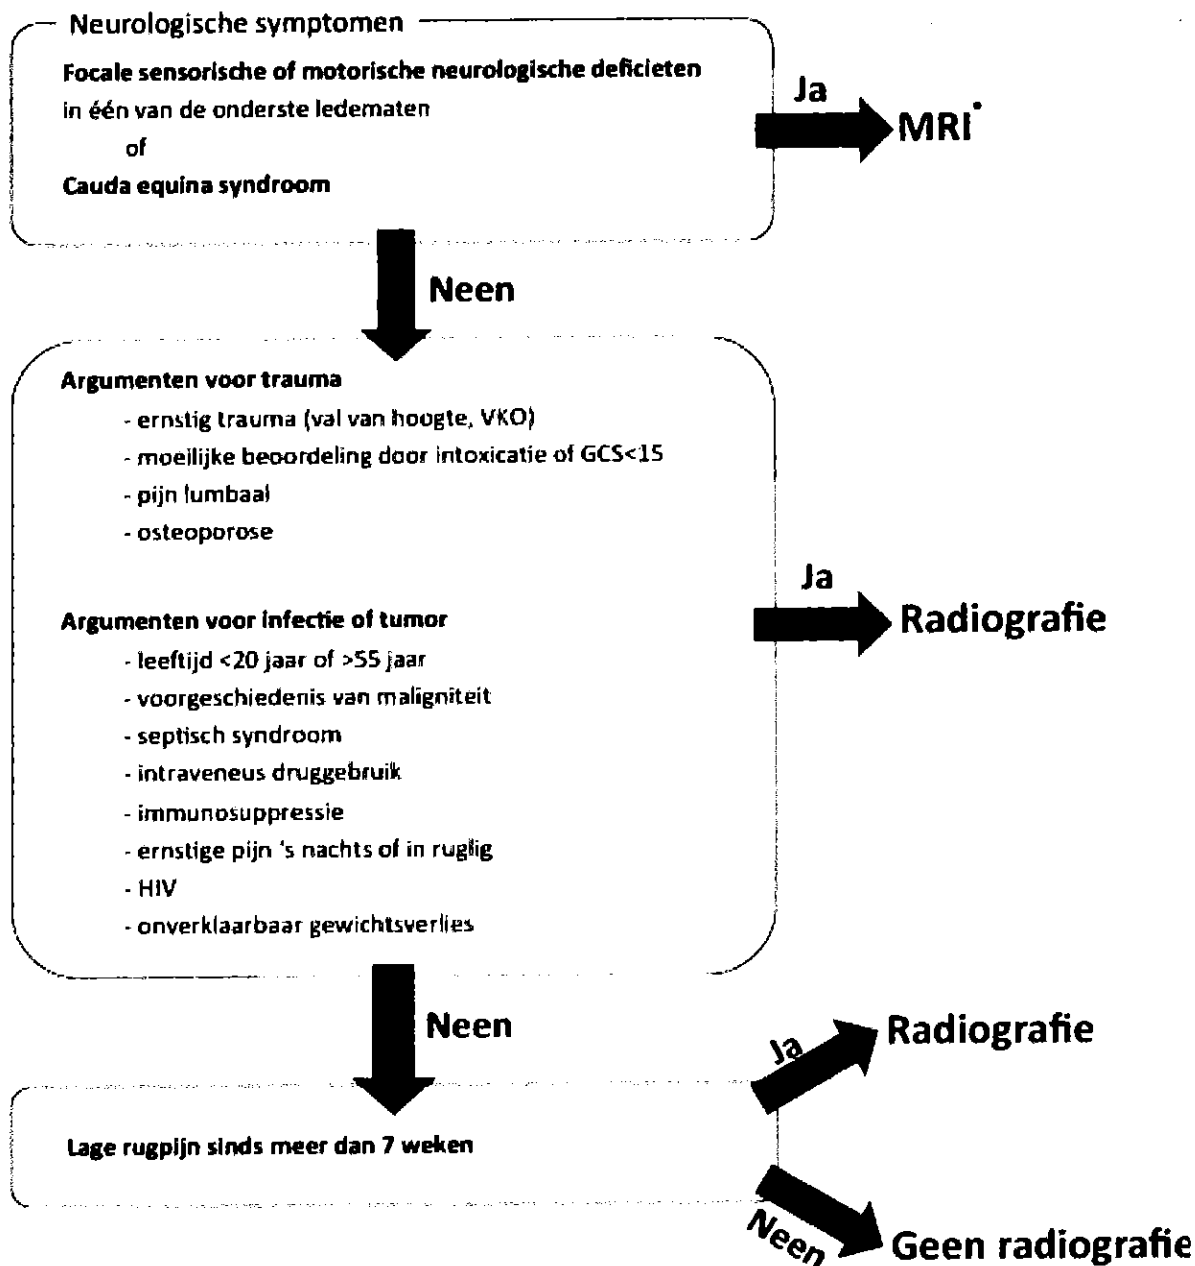 Neurologische symptomen
Focale sensorische of motorische neurologische deficieten
in één van de onderste ledematen
of
Cauda equina syndroom
Ja
MRI*
Neen
Argumenten voor trauma
- ernstig trauma (val van hoogte, VKO)
- moeilijke beoordeling door intoxicatie of GCS<15
- pijn lumbaal
- osteoporose
Ja
Radiografie
Argumenten voor infectie of tumor
- leeftijd <20 jaar of >55 jaar
- voorgeschiedenis van maligniteit
- septisch syndroom
- intraveneus druggebruik
- immunosuppressie
- ernstige pijn 's nachts of in ruglig
- HIV
- onverklaarbaar gewichtsverlies
Neen
Ja
Radiografie
Lage rugpijn sinds meer dan 7 weken
Neen
Geen radiografie